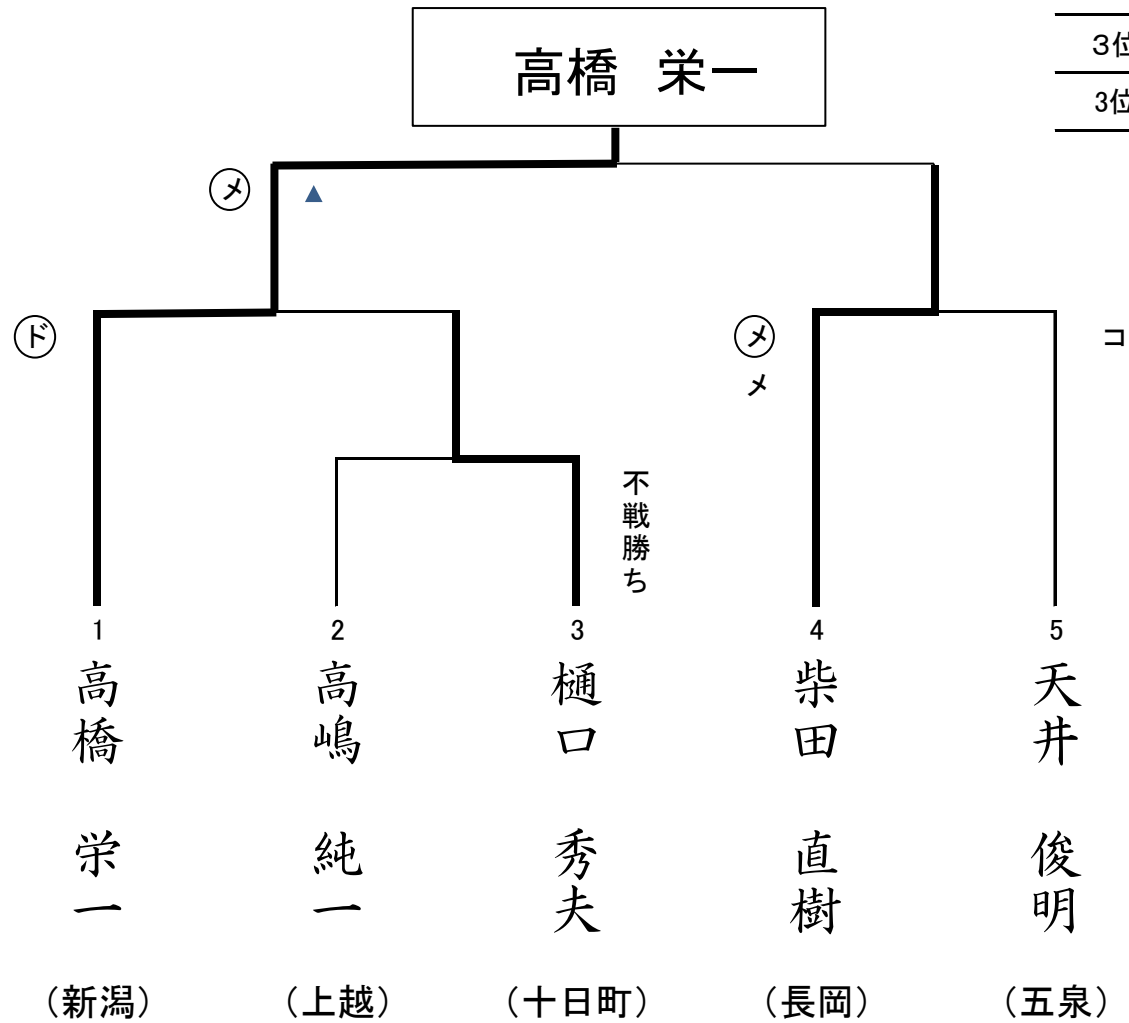 高橋 栄一
3位
3位
メ
▲
ド
メ
メ
コ
不戦勝ち
1
2
3
4
5
高橋 栄一
高嶋 純一
樋口 秀夫
柴田 直樹
天井 俊明
（新潟）
（上越）
（十日町）
（長岡）
（五泉）